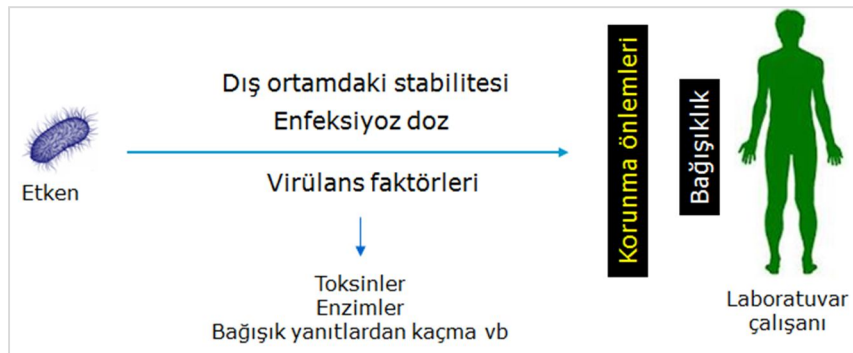 Dış ortamdaki stabilitesi
Enfeksiyoz doz
Etken
Virülans faktörleri
Toksinler
Enzimler
Bağışık yanıtlardan kaçma vb
Korunma önlemleri
Bağışıklık
Laboratuvar
çalışanı